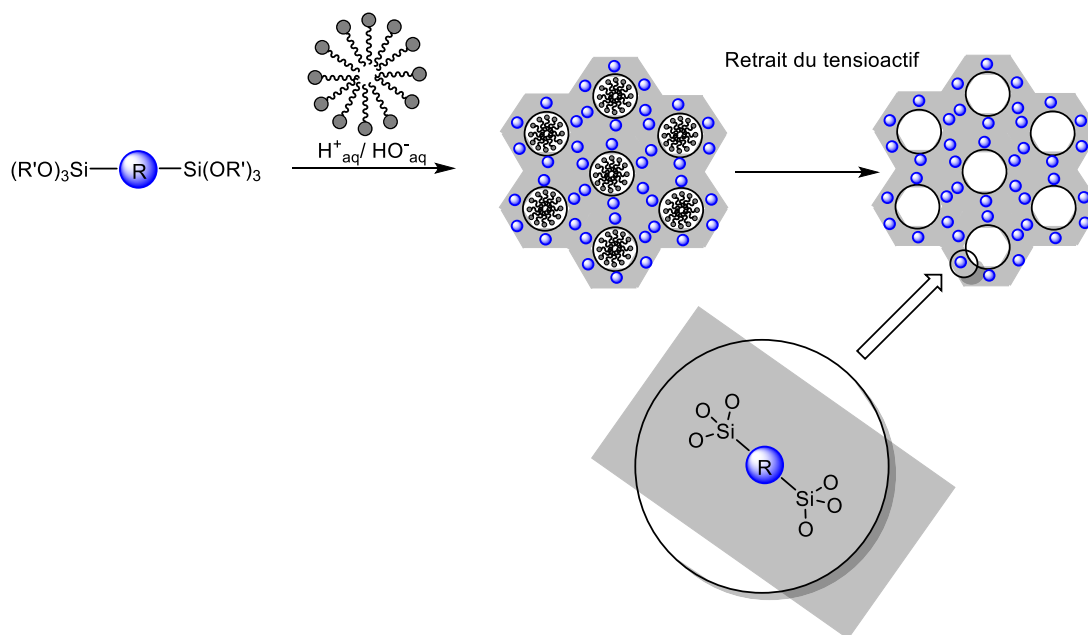 Retrait du tensioactif
H⁺aq/ HO⁻aq
(R'O)₃Si R Si(OR')₃
O O
Si
O
R
Si O
O
O